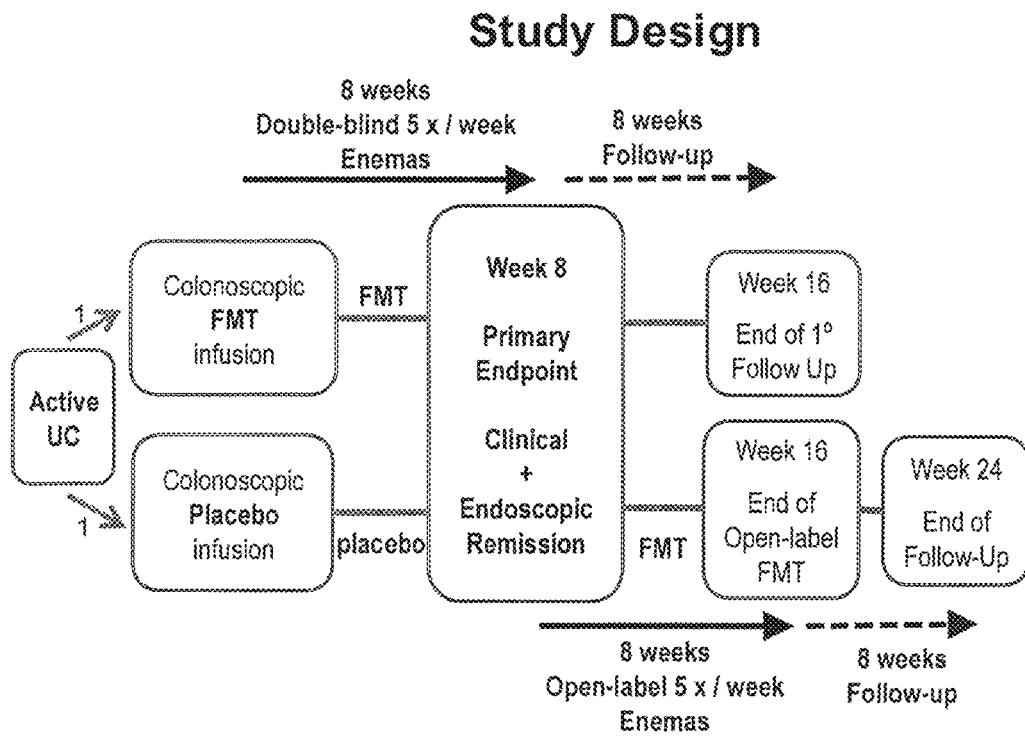 Study Design
8 weeks
Double-blind 5 x / week
Enemas
8 weeks
Follow-up
Active
UC
1
1
Colonoscopic
FMT
infusion
FMT
Colonoscopic
Placebo
infusion
placebo
Week 8
Primary
Endpoint
Clinical
+
Endoscopic
Remission
Week 16
End of 1º
Follow Up
FMT
Week 16
End of
Open-label
FMT
Week 24
End of
Follow-Up
8 weeks
Open-label 5 x / week
Enemas
8 weeks
Follow-up